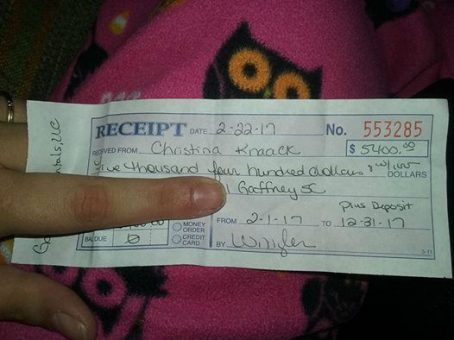 RECEIPT DATE 2-22-17 No. 553285
RECEIVED FROM Christina Knaack $ 5400.00
Five thousand four hundred dollars DOLLARS
Gaffney SC
Plus Deposit
MONEY ORDER FROM 2-1-17 TO 12-31-17
BAL DUE 0 CREDIT CARD BY